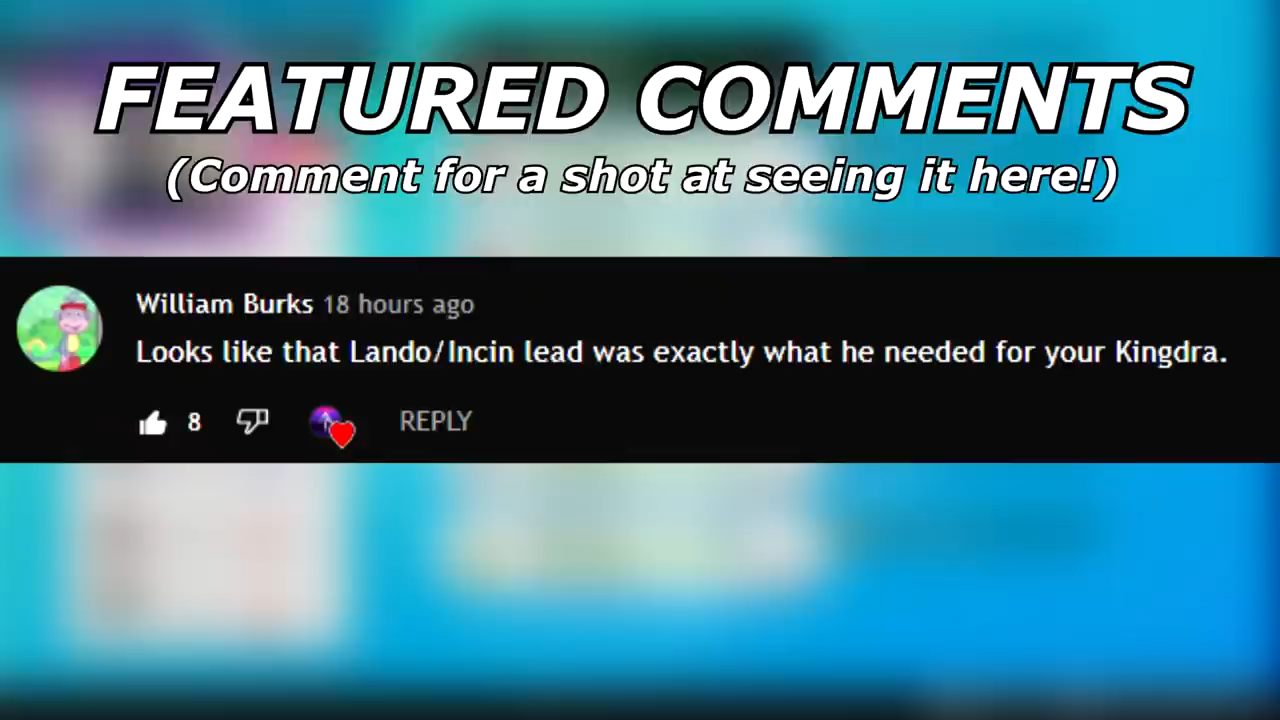 FEATURED COMMENTS
(Comment for a shot at seeing it here!)
William Burks 18 hours ago
Looks like that Lando/Incin lead was exactly what he needed for your Kingdra.
8 REPLY